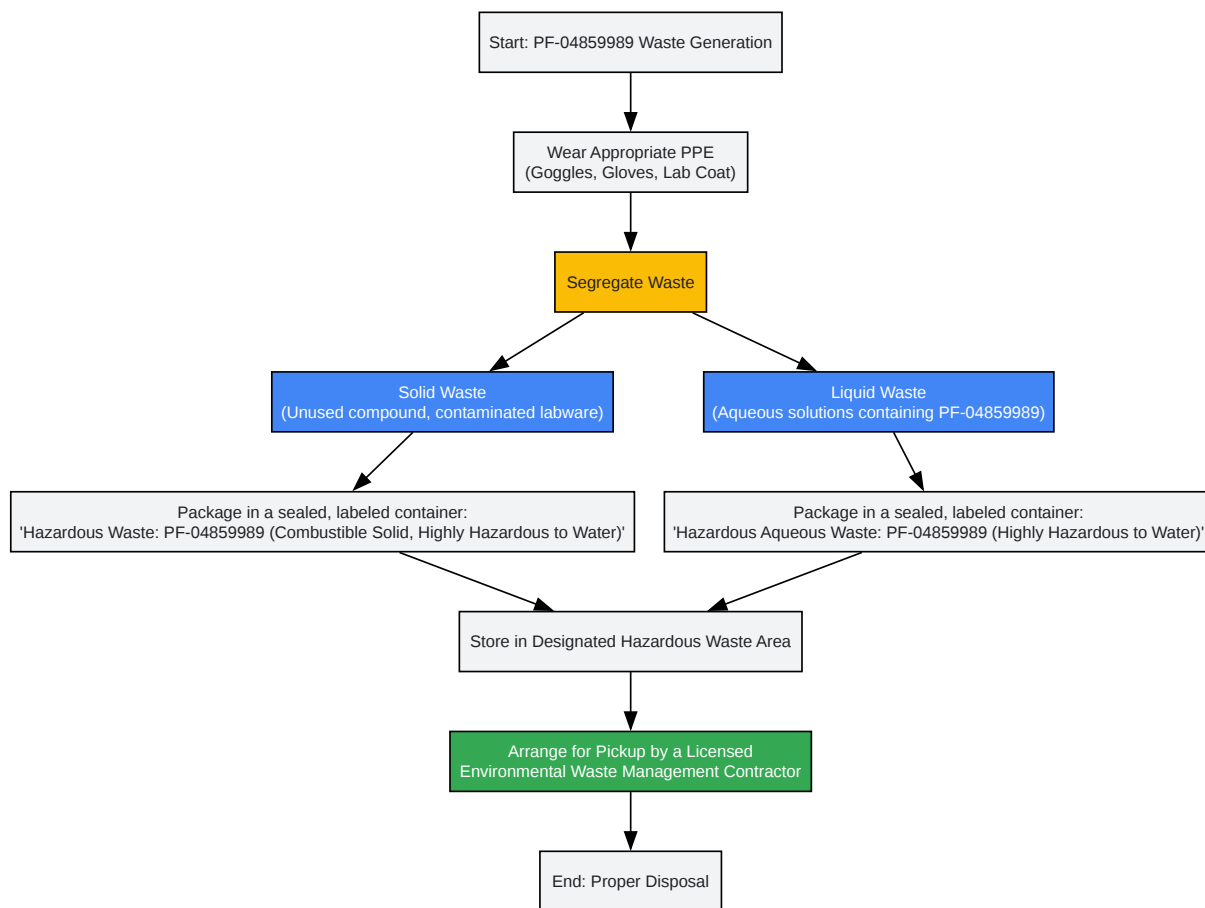 Start: PF-04859989 Waste Generation
Wear Appropriate PPE
(Goggles, Gloves, Lab Coat)
Segregate Waste
Solid Waste
(Unused compound, contaminated labware)
Liquid Waste
(Aqueous solutions containing PF-04859989)
Package in a sealed, labeled container:
'Hazardous Waste: PF-04859989 (Combustible Solid, Highly Hazardous to Water)'
Package in a sealed, labeled container:
'Hazardous Aqueous Waste: PF-04859989 (Highly Hazardous to Water)'
Store in Designated Hazardous Waste Area
Arrange for Pickup by a Licensed
Environmental Waste Management Contractor
End: Proper Disposal